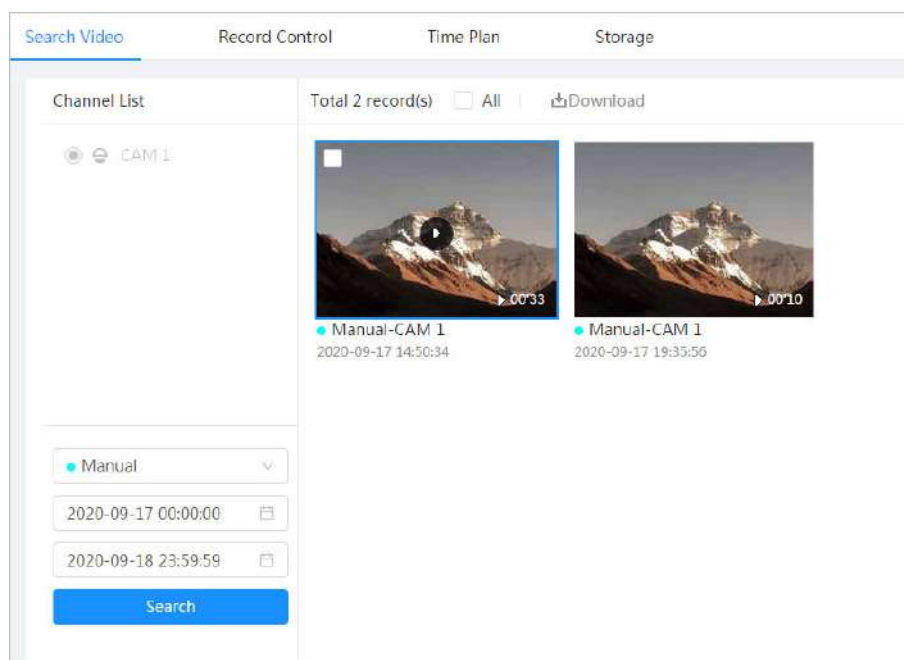 Search Video Record Control Time Plan Storage
Channel List
CAM 1
Manual
2020-09-17 00:00:00
2020-09-18 23:59:59
Search
Total 2 record(s) All Download
00'33
Manual-CAM 1
2020-09-17 14:50:34
00'10
Manual-CAM 1
2020-09-17 19:35:56